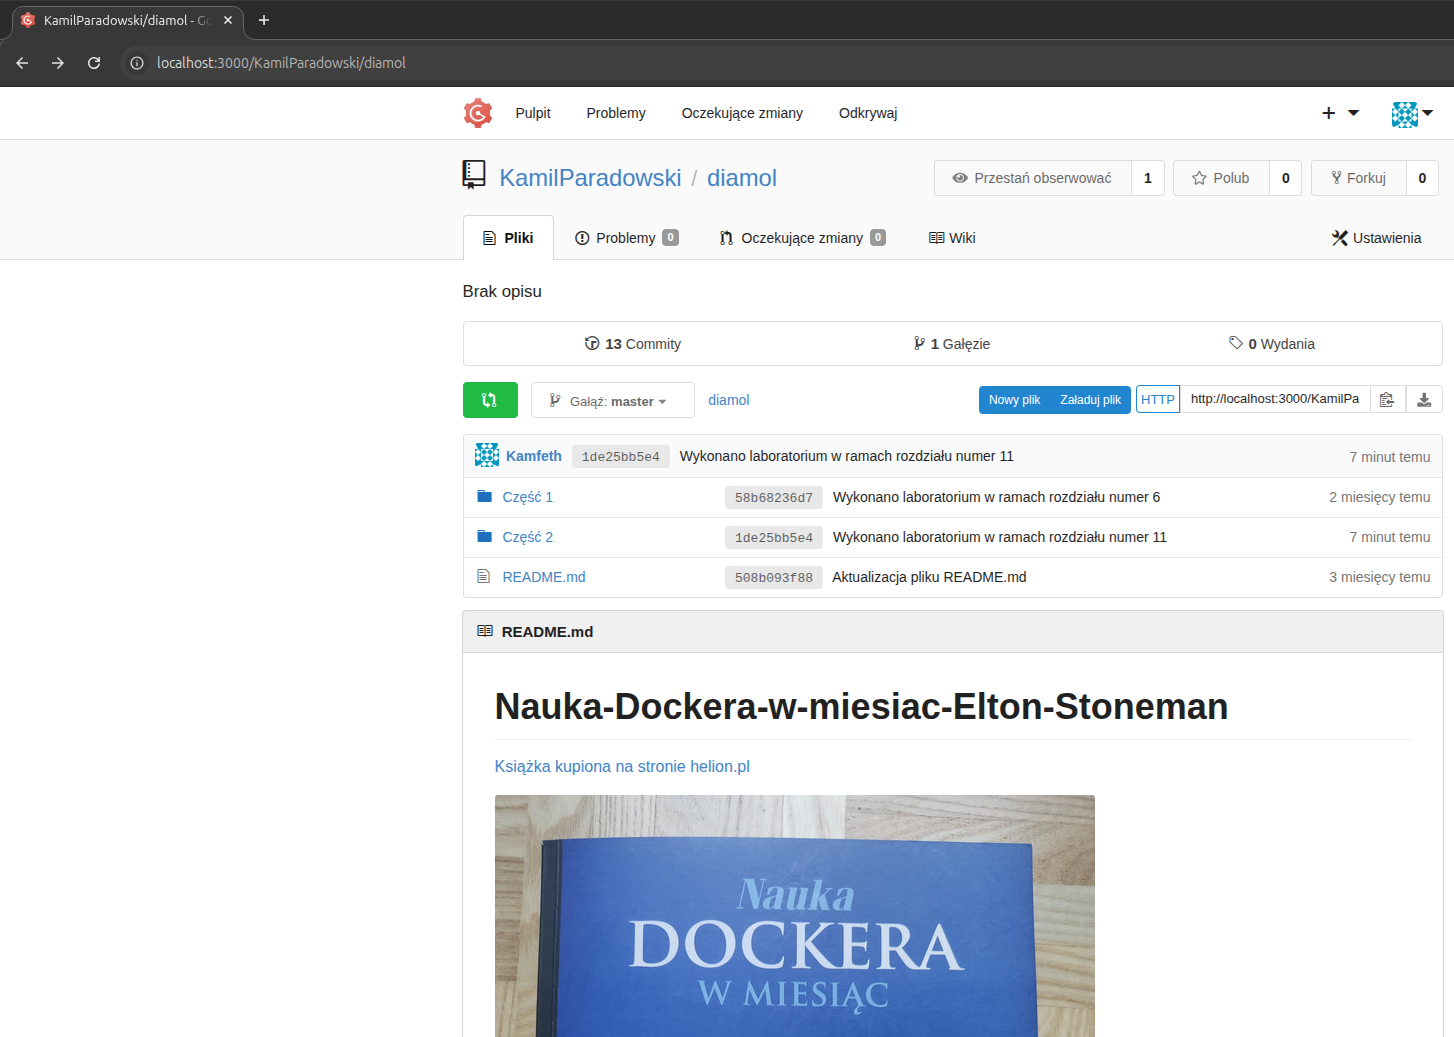 KamilParadowski/diamol - Go
localhost:3000/KamilParadowski/diamol
Pulpit Problemy Oczekujące zmiany Odkrywaj
KamilParadowski / diamol
Przestań obserwować 1 Polub 0 Forkuj 0
Pliki Problemy 0 Oczekujące zmiany 0 Wiki Ustawienia
Brak opisu
13 Commity 1 Gałęzie 0 Wydania
Gałąź: master diamol Nowy plik Załaduj plik HTTP http://localhost:3000/KamilPa
Kamfeth 1de25bb5e4 Wykonano laboratorium w ramach rozdziału numer 11 7 minut temu
Część 1 58b68236d7 Wykonano laboratorium w ramach rozdziału numer 6 2 miesięcy temu
Część 2 1de25bb5e4 Wykonano laboratorium w ramach rozdziału numer 11 7 minut temu
README.md 508b093f88 Aktualizacja pliku README.md 3 miesięcy temu
README.md
Nauka-Dockera-w-miesiac-Elton-Stoneman
Książka kupiona na stronie helion.pl
Nauka
DOCKERA
W MIESIĄC